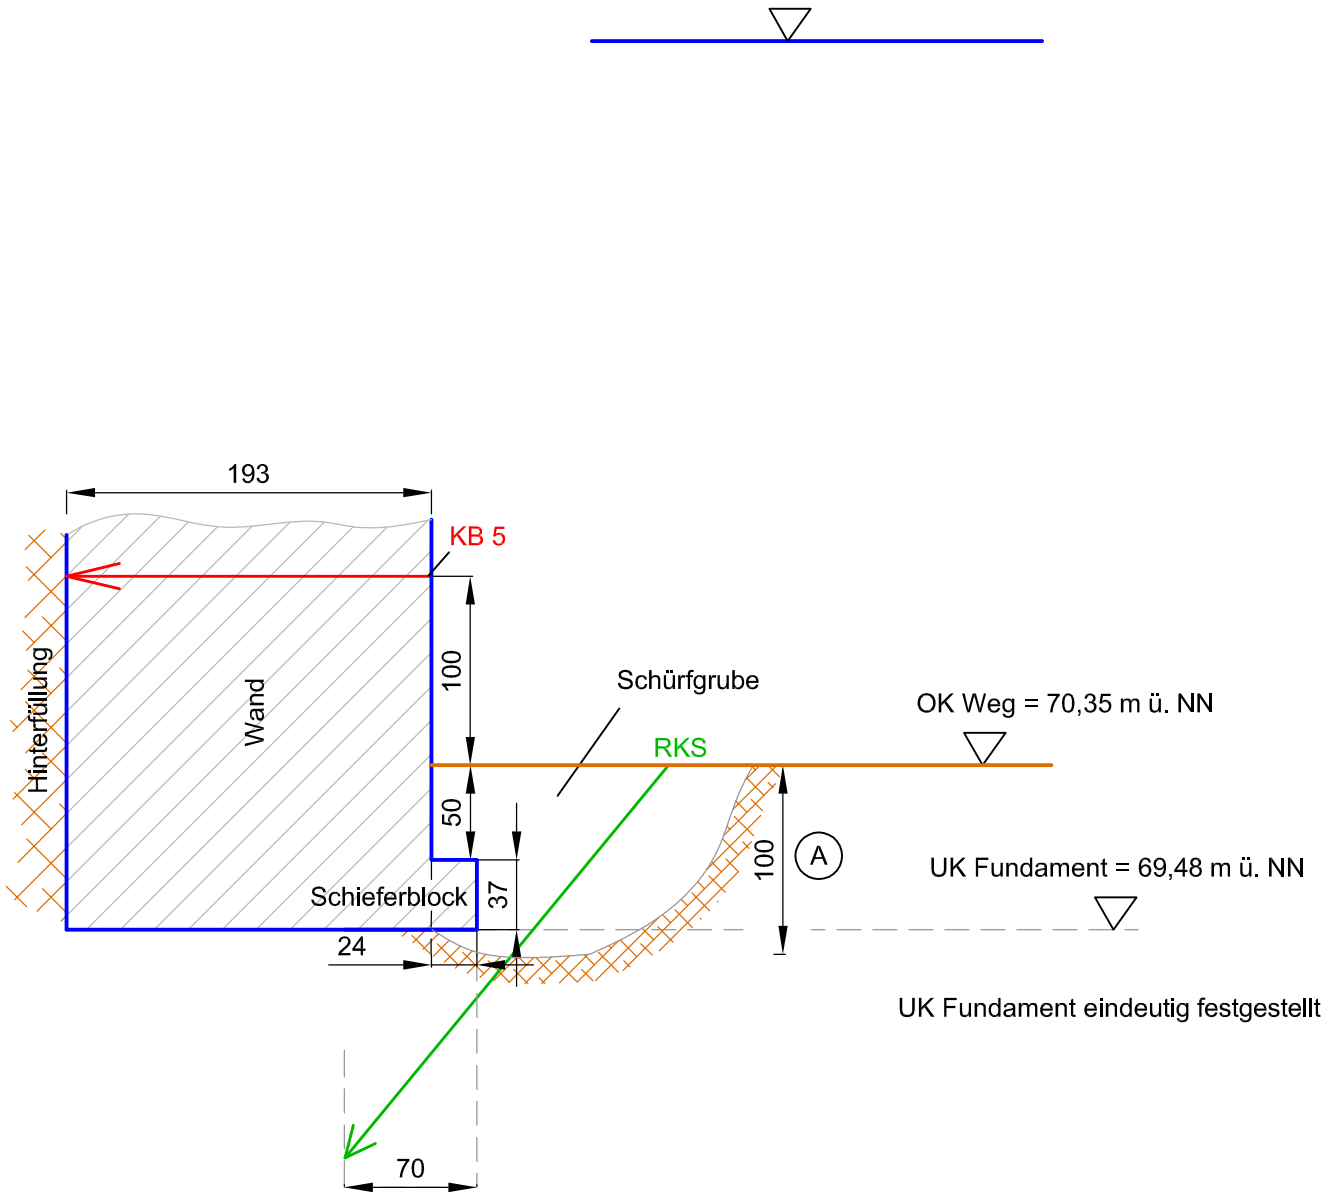 193
KB 5
100
Hinterfüllung
Wand
Schürfgrube
OK Weg = 70,35 m ü. NN
RKS
50
100
A
UK Fundament = 69,48 m ü. NN
Schieferblock
37
24
UK Fundament eindeutig festgestellt
70